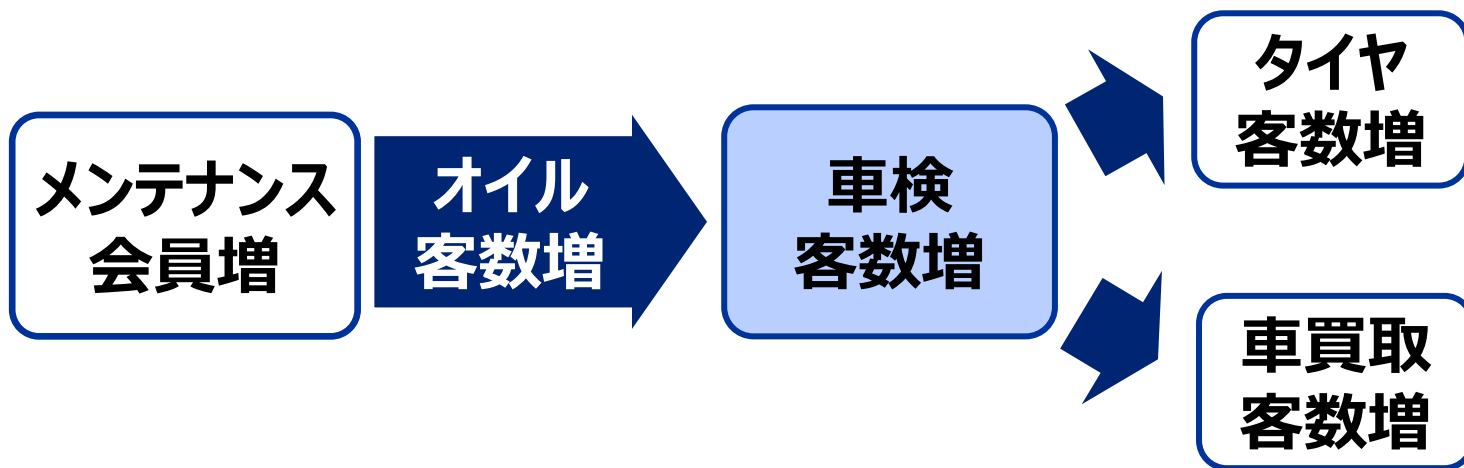 メンテナンス
会員増
オイル
客数増
車検
客数増
タイヤ
客数増
車買取
客数増